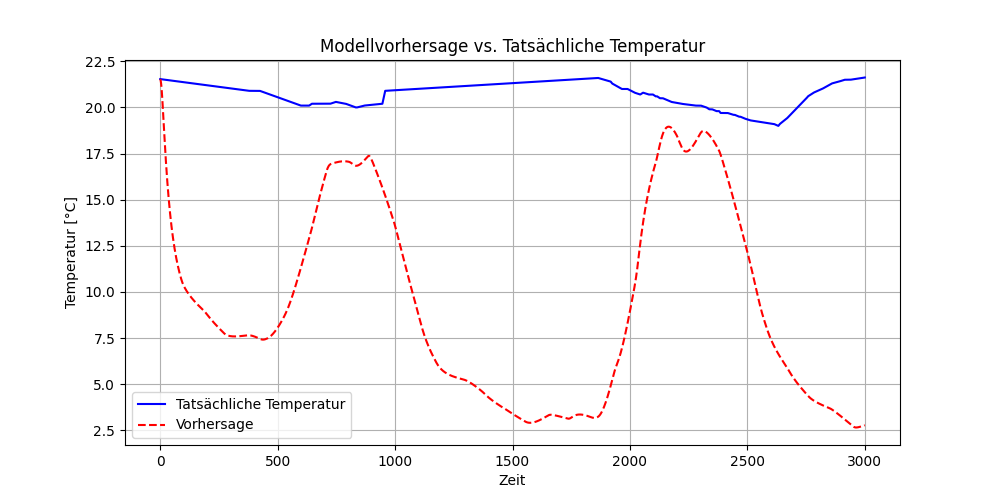 Modellvorhersage vs. Tatsächliche Temperatur
22.5
20.0
17.5
15.0
12.5
10.0
7.5
5.0
2.5
Temperatur [°C]
Tatsächliche Temperatur
Vorhersage
0 500 1000 1500 2000 2500 3000
Zeit